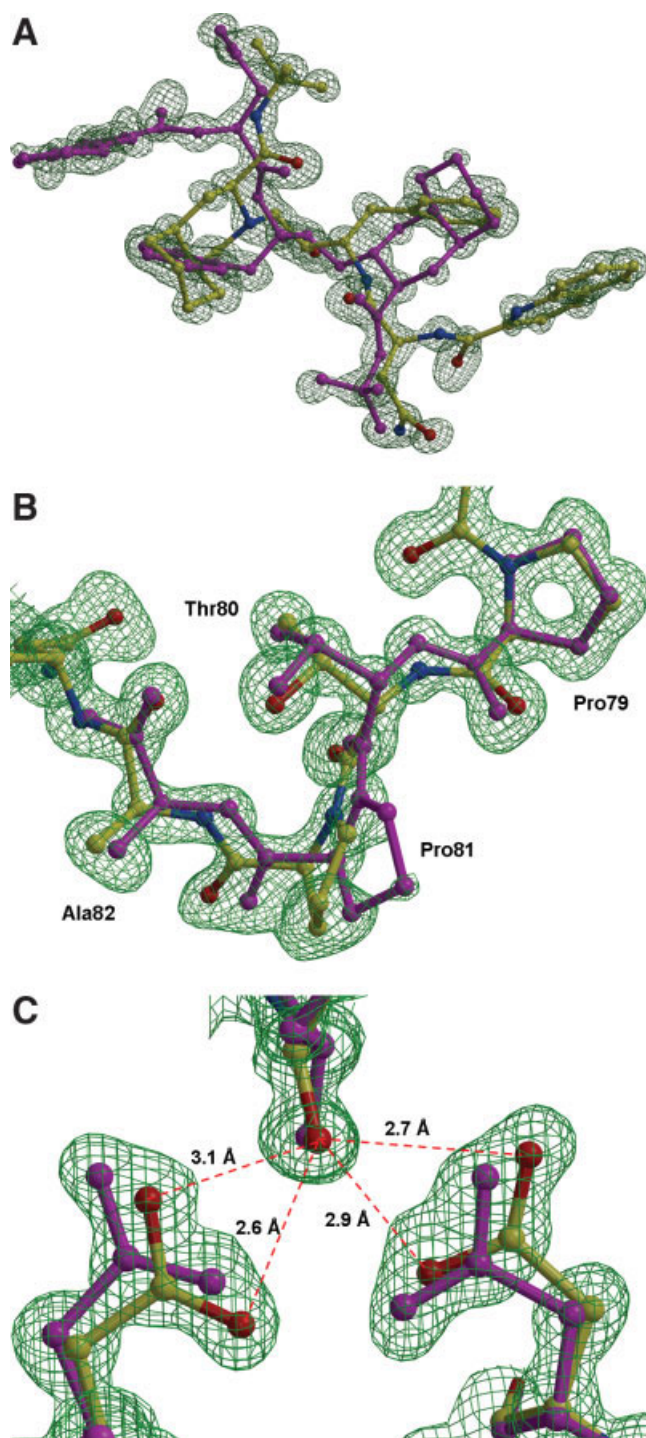 A
B
Thr80
Pro79
Pro81
Ala82
C
2.7 Å
3.1 Å
2.6 Å
2.9 Å